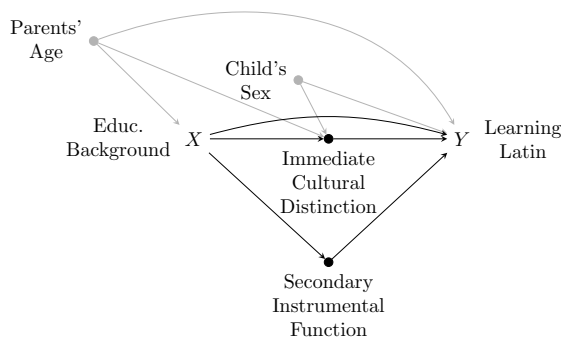 Parents'
Age
Child's
Sex
Educ.
Background
X
Y
Learning
Latin
Immediate
Cultural
Distinction
Secondary
Instrumental
Function